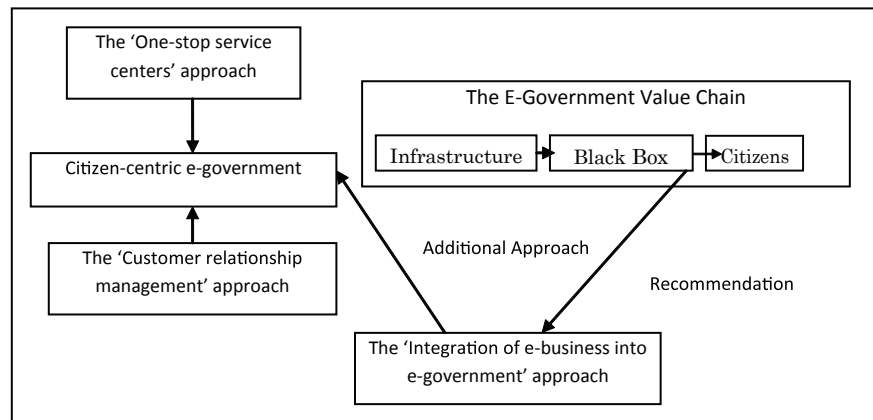 The ‘One-stop service
centers’ approach
The E-Government Value Chain
Infrastructure
Black Box
Citizens
Citizen-centric e-government
The ‘Customer relationship
management’ approach
Additional Approach
Recommendation
The ‘Integration of e-business into
e-government’ approach